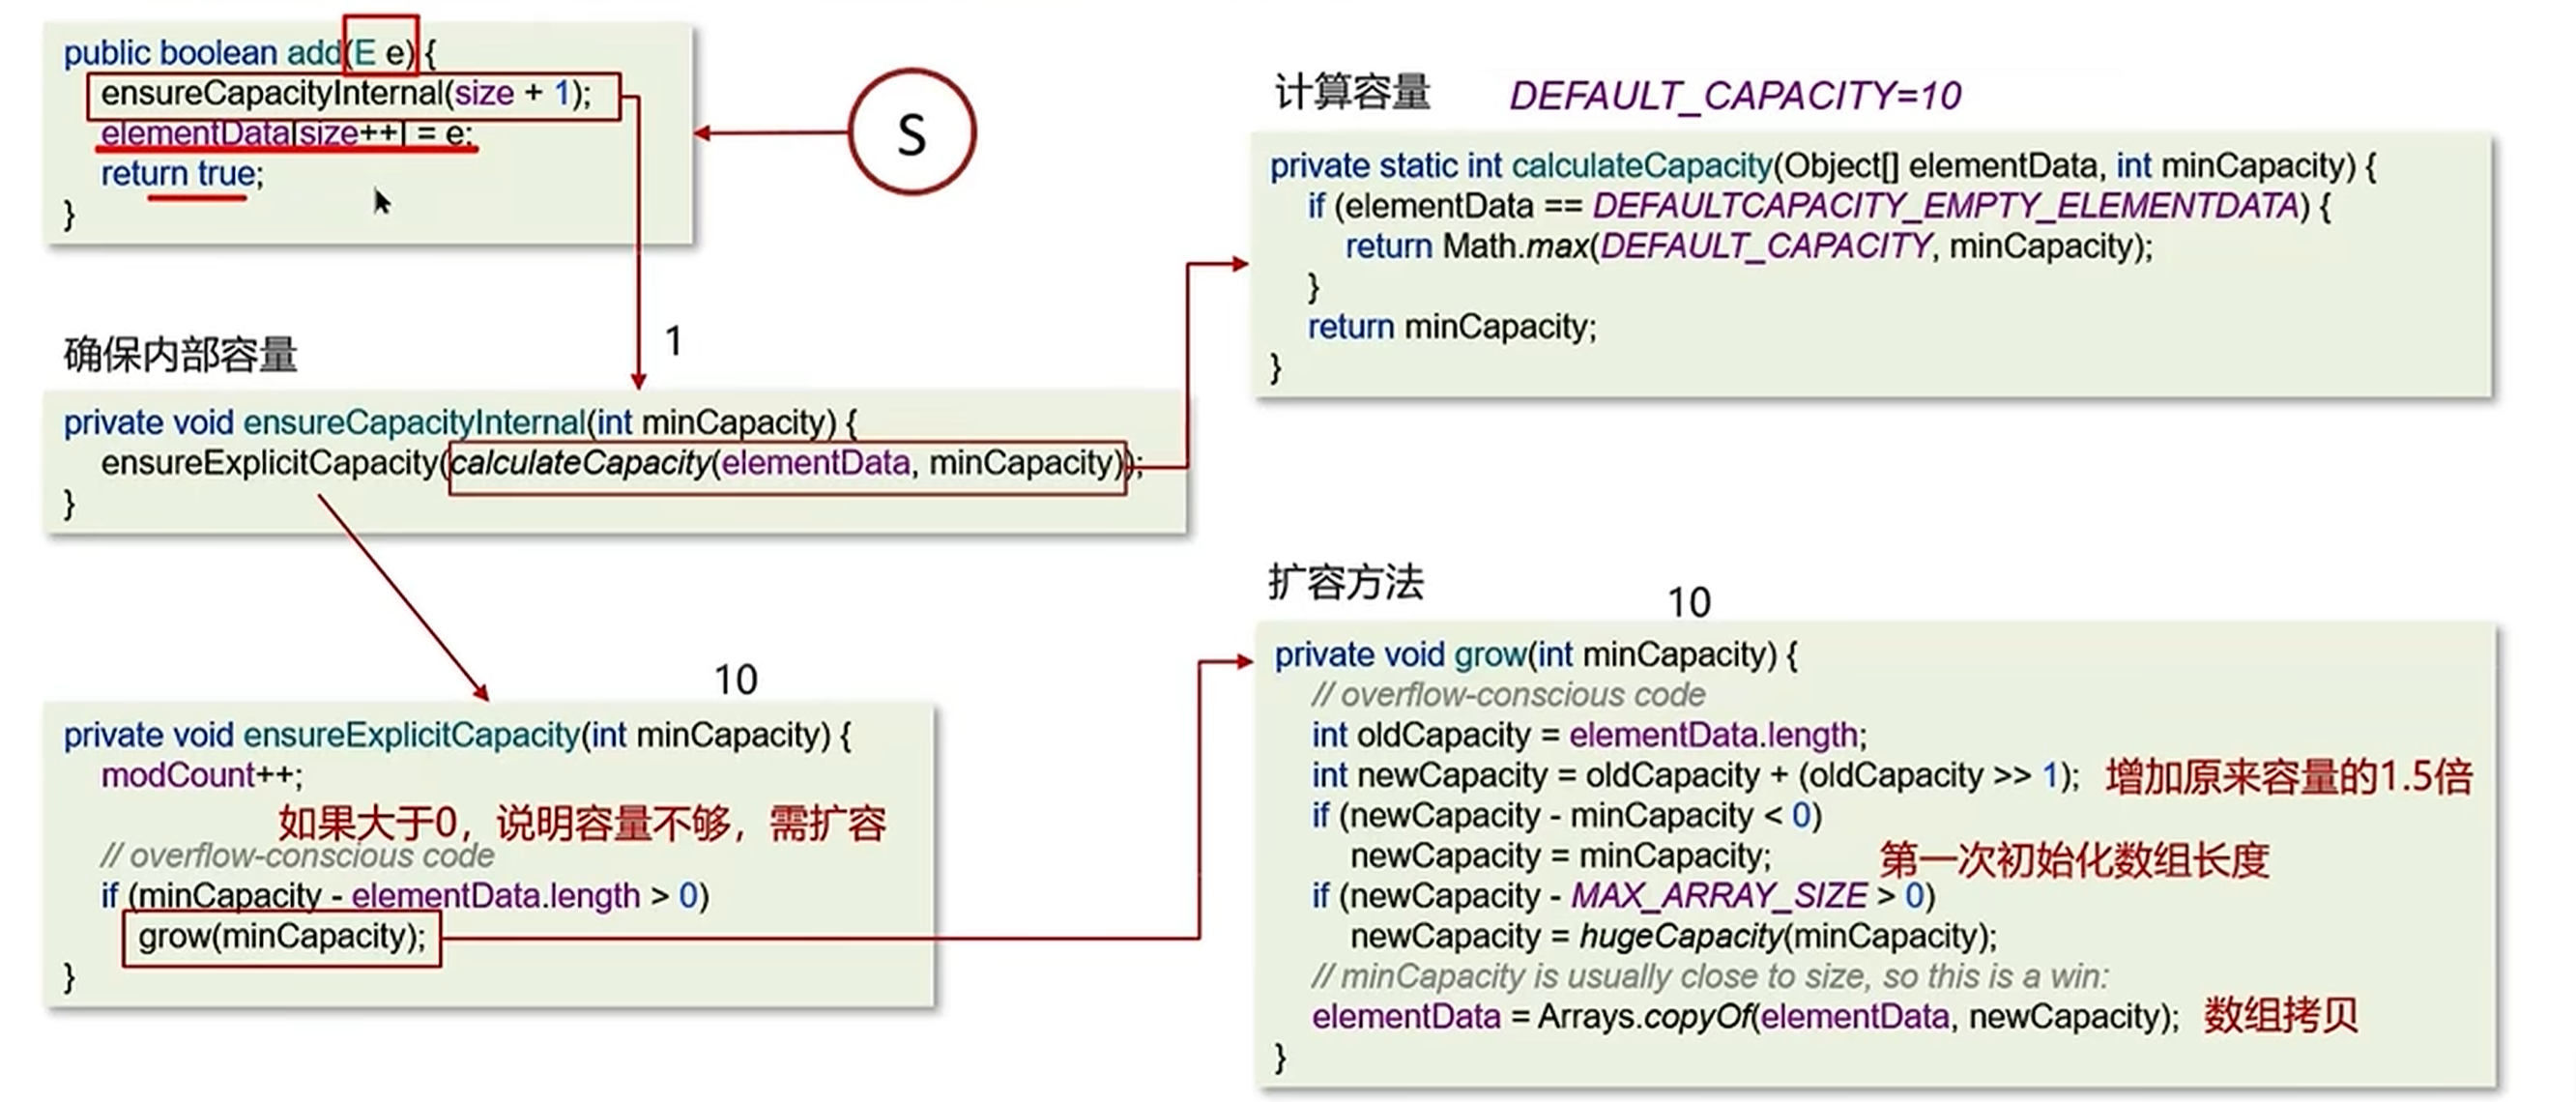 public boolean add(E e) {
ensureCapacityInternal(size + 1);
elementData[size++] = e;
return true;
}
S
计算容量 DEFAULT_CAPACITY=10
private static int calculateCapacity(Object[] elementData, int minCapacity) {
if (elementData == DEFAULTCAPACITY_EMPTY_ELEMENTDATA) {
return Math.max(DEFAULT_CAPACITY, minCapacity);
}
return minCapacity;
}
确保内部容量
1
private void ensureCapacityInternal(int minCapacity) {
ensureExplicitCapacity(calculateCapacity(elementData, minCapacity));
}
10
private void ensureExplicitCapacity(int minCapacity) {
modCount++;
如果大于0，说明容量不够，需扩容
// overflow-conscious code
if (minCapacity - elementData.length > 0)
grow(minCapacity);
}
扩容方法
10
private void grow(int minCapacity) {
// overflow-conscious code
int oldCapacity = elementData.length;
int newCapacity = oldCapacity + (oldCapacity >> 1); 增加原来容量的1.5倍
if (newCapacity - minCapacity < 0)
newCapacity = minCapacity; 第一次初始化数组长度
if (newCapacity - MAX_ARRAY_SIZE > 0)
newCapacity = hugeCapacity(minCapacity);
// minCapacity is usually close to size, so this is a win:
elementData = Arrays.copyOf(elementData, newCapacity); 数组拷贝
}